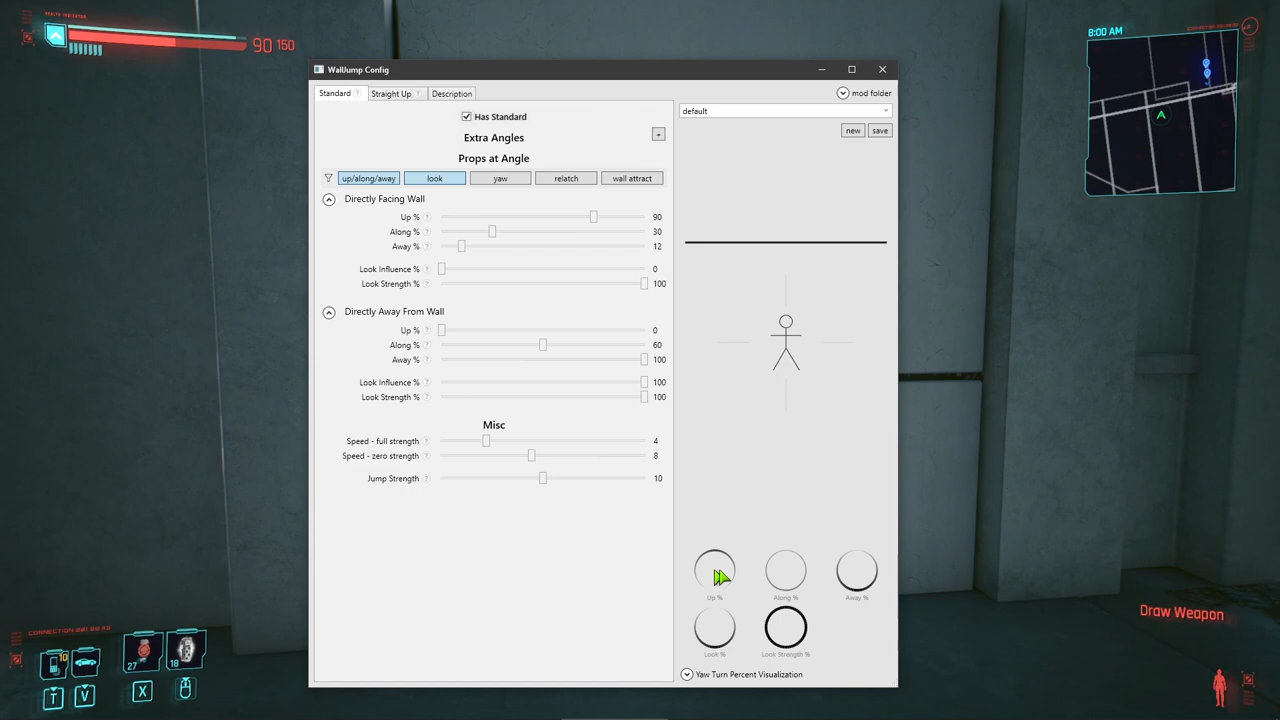 HEALTH INDICATOR
90 150
8:00 AM
WallJump Config
Standard ?
Straight Up ?
Description
mod folder
Has Standard
default
Extra Angles
+
new
save
Props at Angle
up/along/away
look
yaw
relatch
wall attract
Directly Facing Wall
Up % ? 90
Along % ? 30
Away % ? 12
Look Influence % ? 0
Look Strength % ? 100
Directly Away From Wall
Up % ? 0
Along % ? 60
Away % ? 100
Look Influence % ? 100
Look Strength % ? 100
Misc
Speed - full strength ? 4
Speed - zero strength ? 8
Jump Strength ? 10
Up %
Along %
Away %
Look %
Look Strength %
Yaw Turn Percent Visualization
Draw Weapon
10
27
18
T
V
X